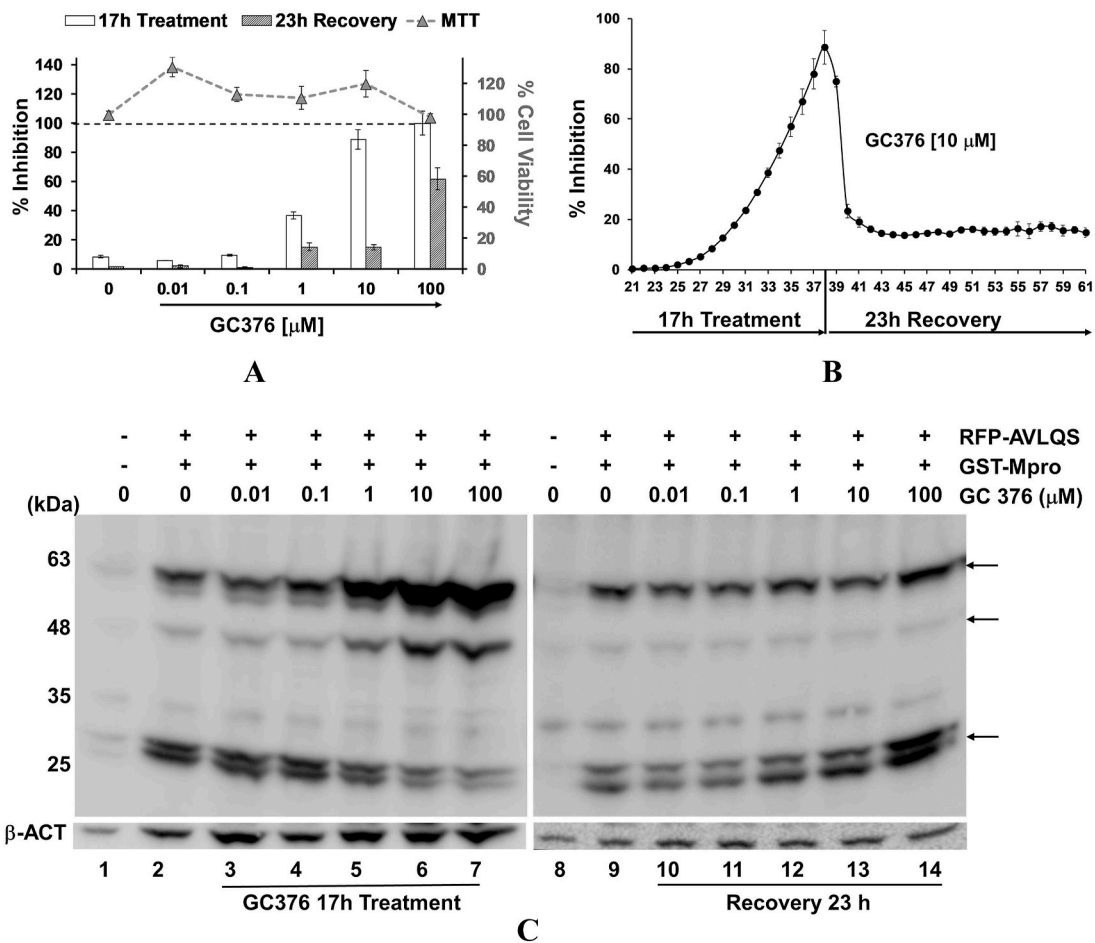 17h Treatment 23h Recovery MTT
140
120
100
80
60
40
20
0
% Inhibition
120
100
80
60
40
20
0
% Cell Viability
0 0.01 0.1 1 10 100
GC376 [μM]
A
100
80
60
40
20
0
% Inhibition
GC376 [10 μM]
21 23 25 27 29 31 33 35 37 39 41 43 45 47 49 51 53 55 57 59 61
17h Treatment 23h Recovery
B
- + + + + + + - + + + + + + RFP-AVLQS
- + + + + + + - + + + + + + GST-Mpro
(kDa) 0 0 0.01 0.1 1 10 100 0 0 0.01 0.1 1 10 100 GC 376 (μM)
63
48
35
25
β-ACT
1 2 3 4 5 6 7 8 9 10 11 12 13 14
GC376 17h Treatment Recovery 23 h
C